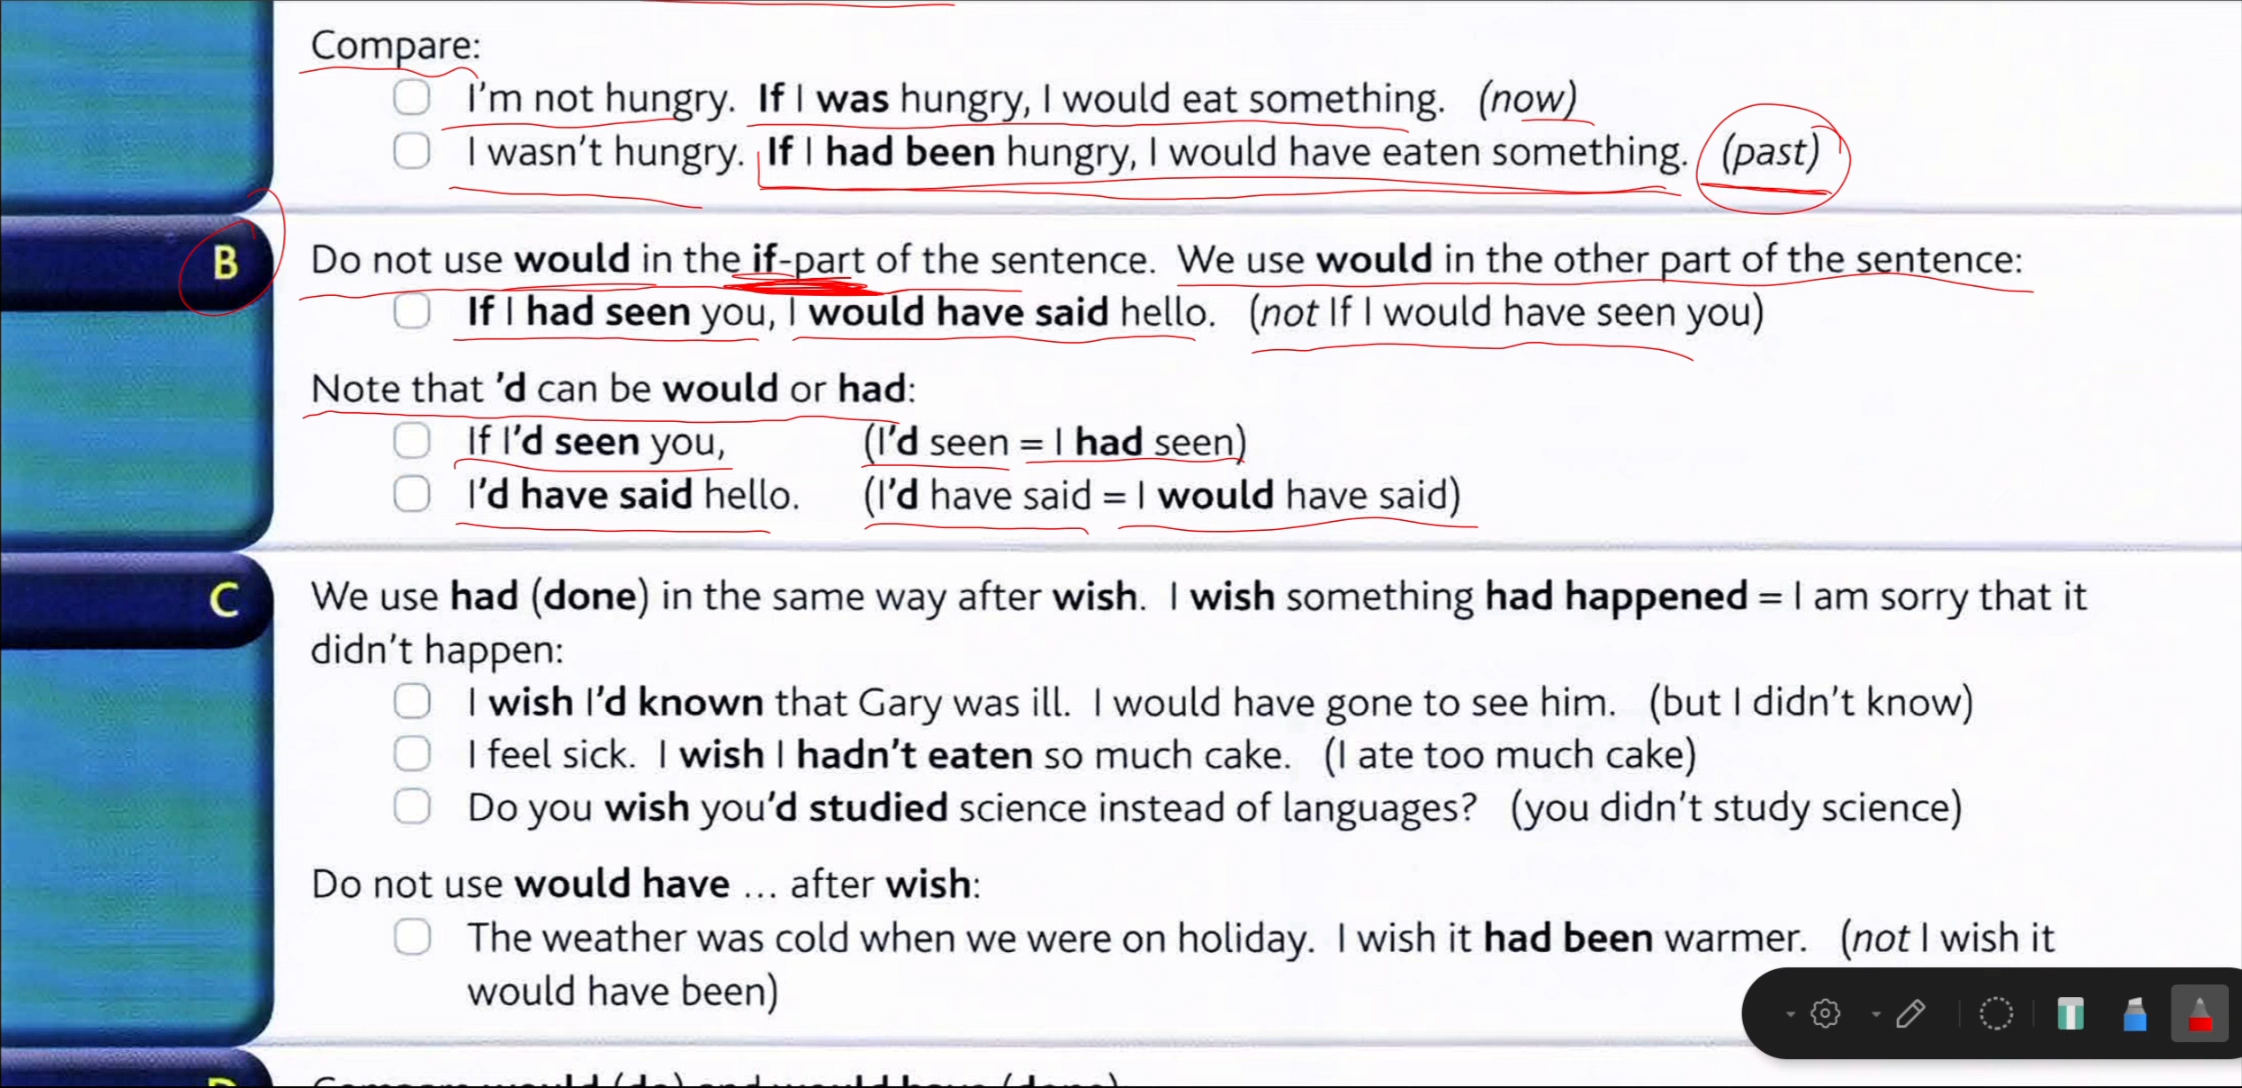 Compare:
I'm not hungry. If I was hungry, I would eat something. (now)
I wasn't hungry. If I had been hungry, I would have eaten something. (past)
B
Do not use would in the if-part of the sentence. We use would in the other part of the sentence:
If I had seen you, I would have said hello. (not If I would have seen you)
Note that 'd can be would or had:
If I'd seen you, (I'd seen = I had seen)
I'd have said hello. (I'd have said = I would have said)
C
We use had (done) in the same way after wish. I wish something had happened = I am sorry that it
didn't happen:
I wish I'd known that Gary was ill. I would have gone to see him. (but I didn't know)
I feel sick. I wish I hadn't eaten so much cake. (I ate too much cake)
Do you wish you'd studied science instead of languages? (you didn't study science)
Do not use would have ... after wish:
The weather was cold when we were on holiday. I wish it had been warmer. (not I wish it
would have been)
D
Compare would (do) and would have (done)